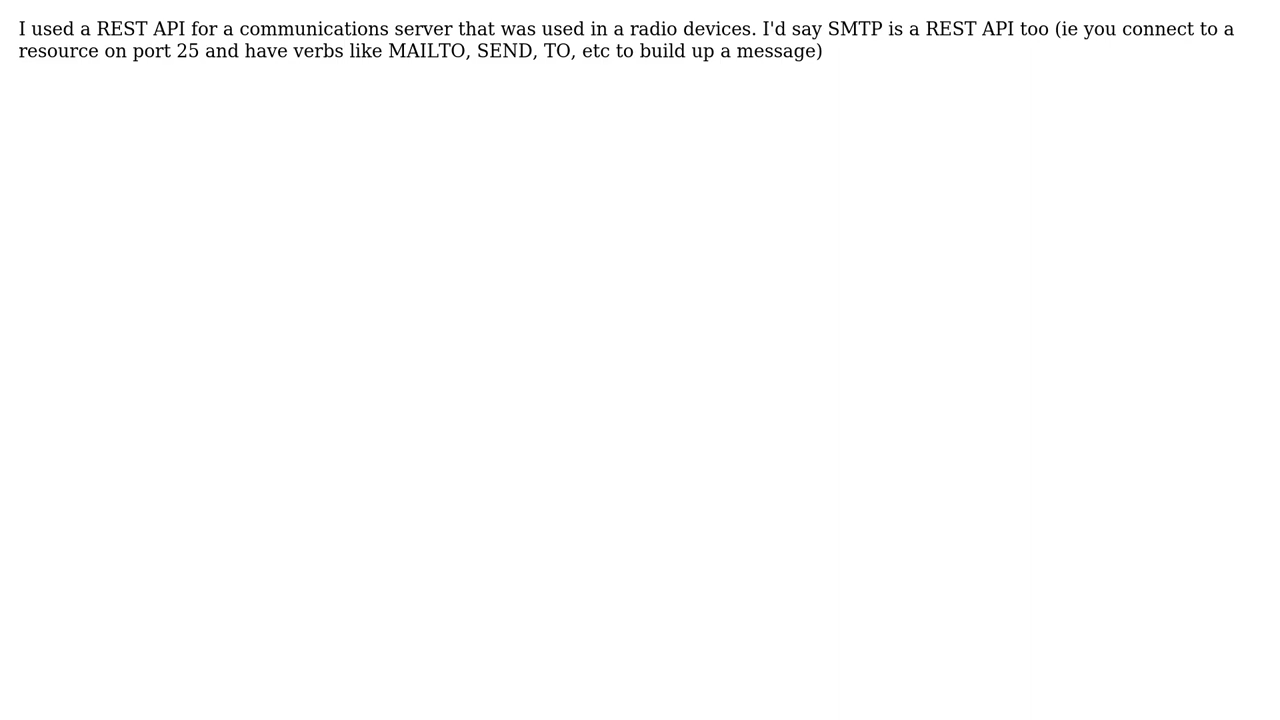 I used a REST API for a communications server that was used in a radio devices. I'd say SMTP is a REST API too (ie you connect to a
resource on port 25 and have verbs like MAILTO, SEND, TO, etc to build up a message)